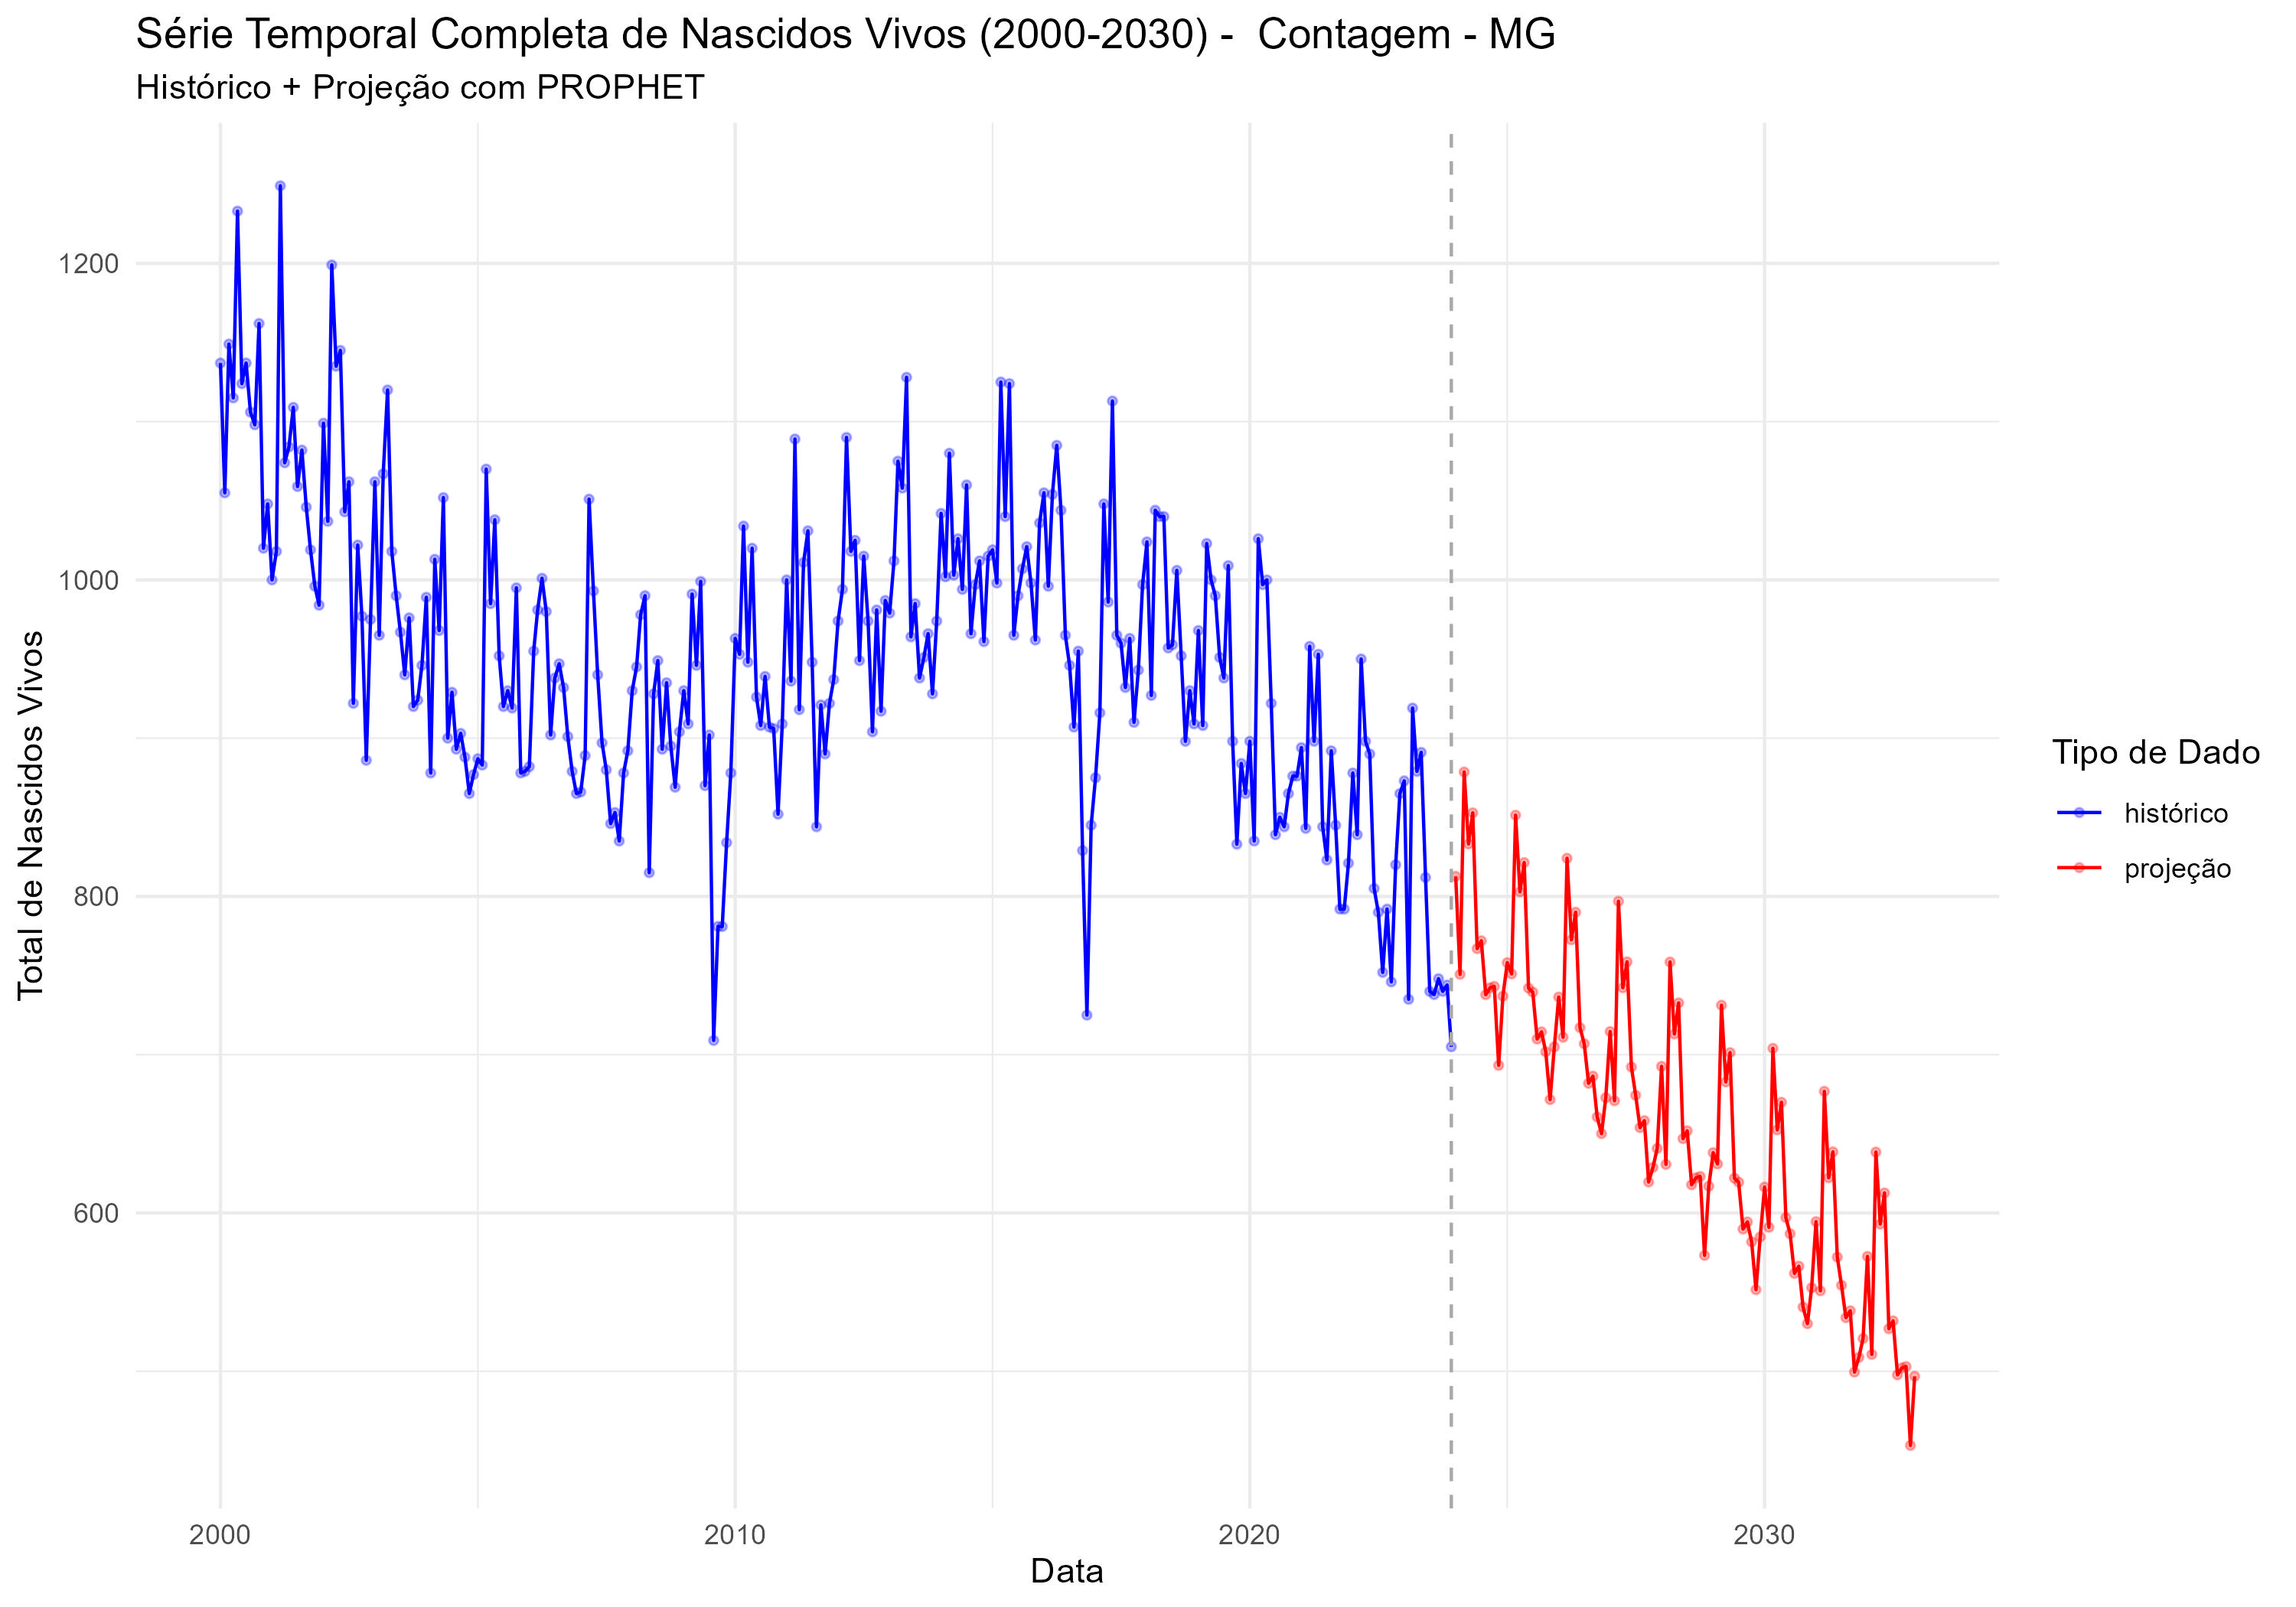 Série Temporal Completa de Nascidos Vivos (2000-2030) -  Contagem - MG
Histórico + Projeção com PROPHET
Total de Nascidos Vivos
1200
1000
800
600
2000
2010
2020
2030
Data
Tipo de Dado
histórico
projeção